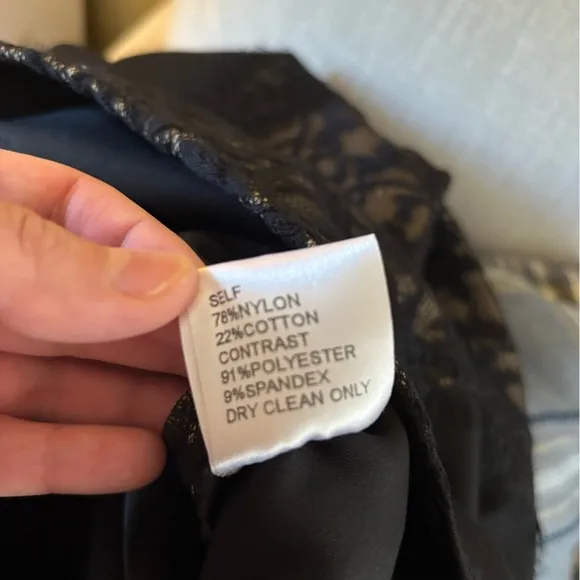 SELF
78%NYLON
22%COTTON
CONTRAST
91%POLYESTER
9%SPANDEX
DRY CLEAN ONLY